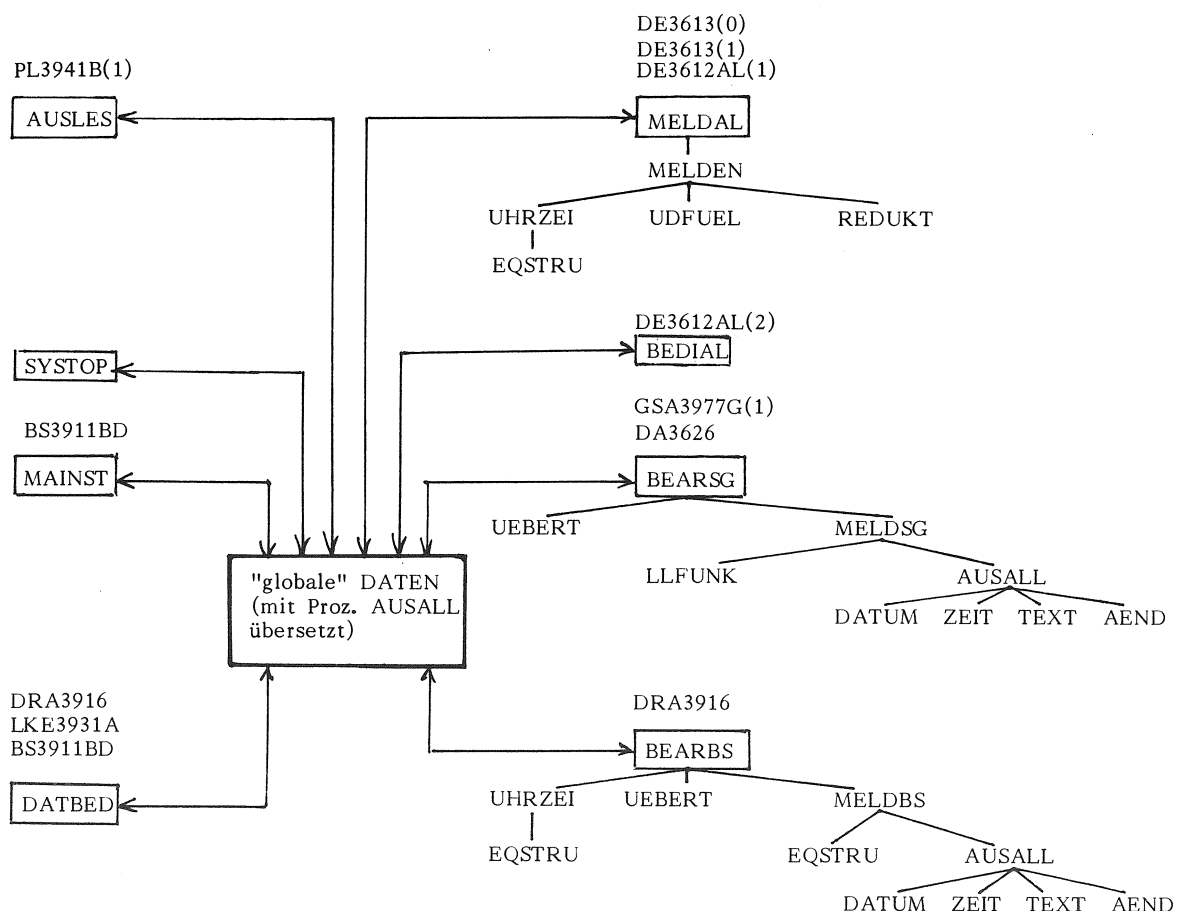 DE3613(0)
DE3613(1)
DE3612AL(1)
PL3941B(1)
AUSLES
MELDAL
MELDEN
UHRZEI UDFUEL REDUKT
EQSTRU
DE3612AL(2)
BEDIAL
SYSTOP
GSA3977G(1)
DA3626
BS3911BD
MAINST
BEARSG
UEBERT MELDSG
LLFUNK AUSALL
DATUM ZEIT TEXT AEND
"globale" DATEN
(mit Proz. AUSALL
übersetzt)
DRA3916
LKE3931A
BS3911BD
DATBED
DRA3916
BEARBS
UHRZEI UEBERT MELDBS
EQSTRU EQSTRU AUSALL
DATUM ZEIT TEXT AEND